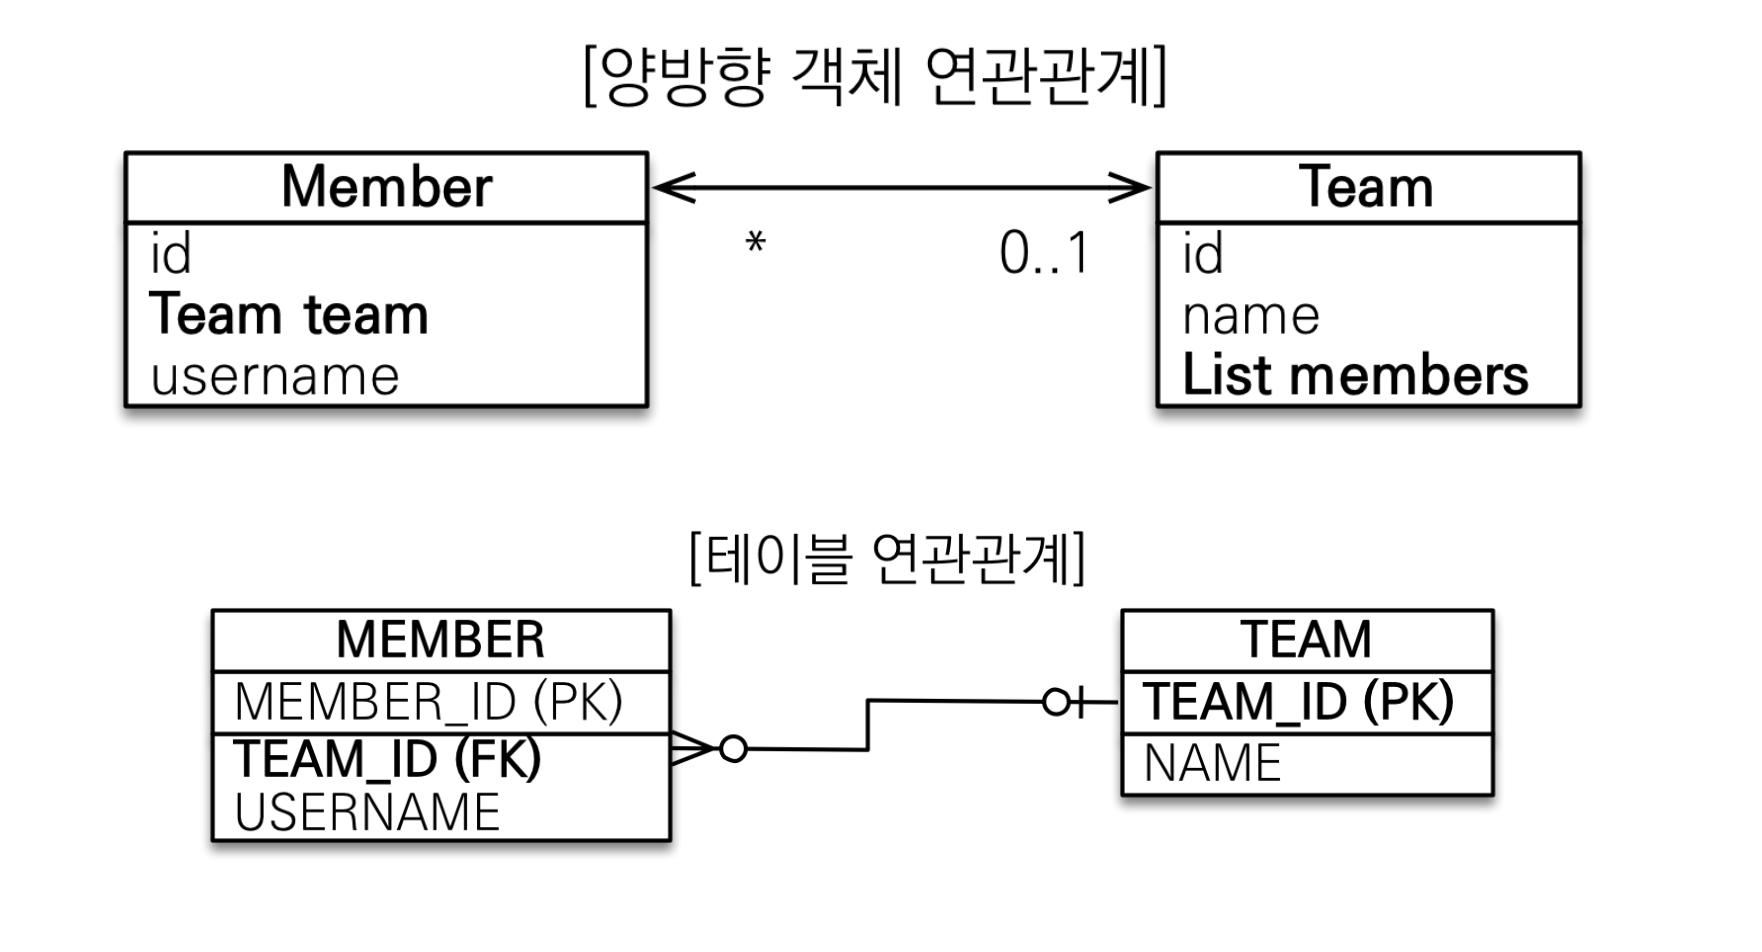 [양방향 객체 연관관계]
Member
id
Team team
username
*
0..1
Team
id
name
List members
[테이블 연관관계]
MEMBER
MEMBER_ID (PK)
TEAM_ID (FK)
USERNAME
TEAM
TEAM_ID (PK)
NAME